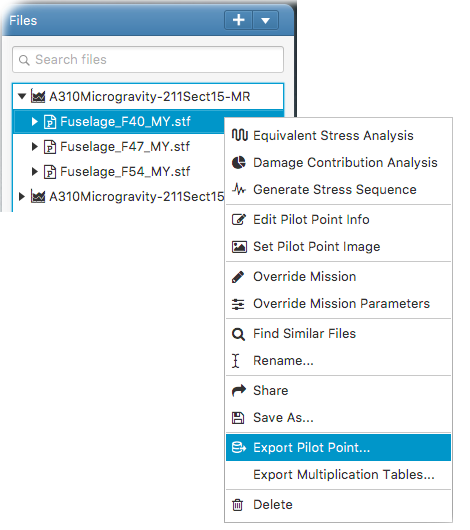 Files
Search files
A310Microgravity-211Sect15-MR
Fuselage_F40_MY.stf
Fuselage_F47_MY.stf
Fuselage_F54_MY.stf
A310Microgravity-211Sect15
Equivalent Stress Analysis
Damage Contribution Analysis
Generate Stress Sequence
Edit Pilot Point Info
Set Pilot Point Image
Override Mission
Override Mission Parameters
Find Similar Files
Rename...
Share
Save As...
Export Pilot Point...
Export Multiplication Tables...
Delete